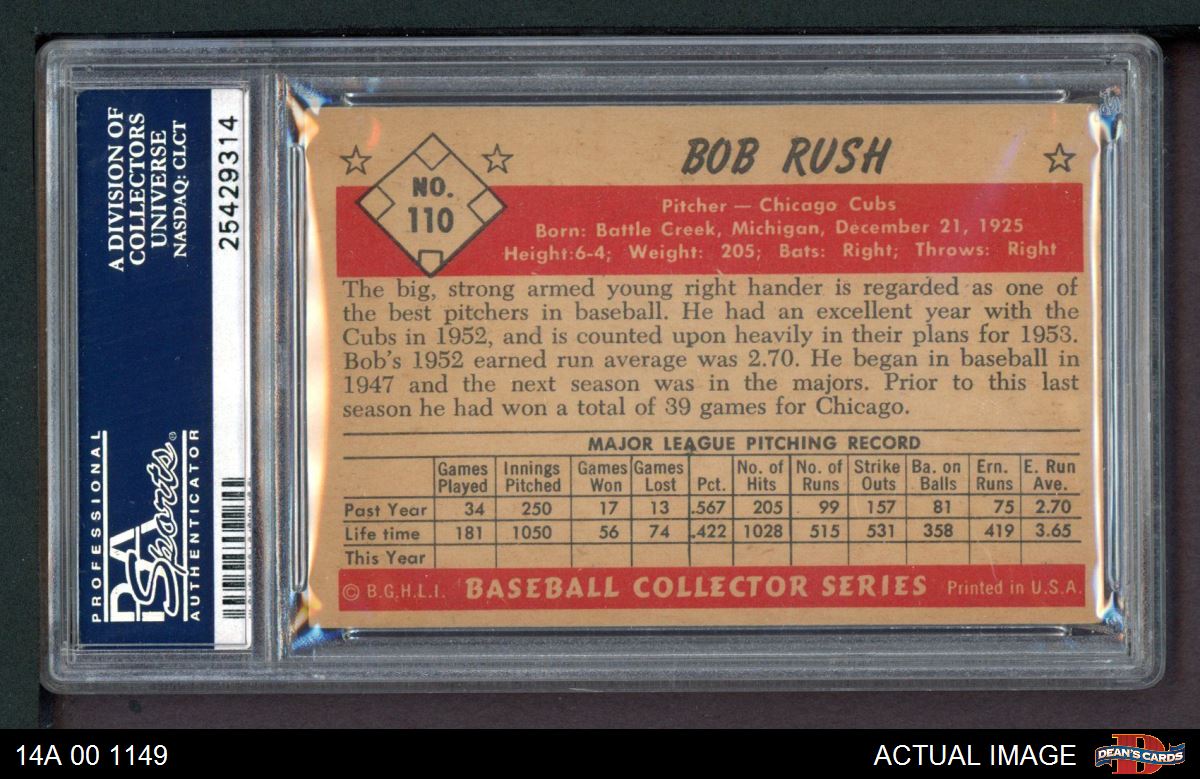 A DIVISION OF
COLLECTORS
UNIVERSE
NASDAQ: CLCT
25429314
PROFESSIONAL
PSA
Sports®
AUTHENTICATOR
NO.
110
BOB RUSH
Pitcher — Chicago Cubs
Born: Battle Creek, Michigan, December 21, 1925
Height:6-4; Weight: 205; Bats: Right; Throws: Right
The big, strong armed young right hander is regarded as one of
the best pitchers in baseball. He had an excellent year with the
Cubs in 1952, and is counted upon heavily in their plans for 1953.
Bob's 1952 earned run average was 2.70. He began in baseball in
1947 and the next season was in the majors. Prior to this last
season he had won a total of 39 games for Chicago.
MAJOR LEAGUE PITCHING RECORD
Games Played Innings Pitched Games Won Games Lost Pct. No. of Hits No. of Runs Strike Outs Ba. on Balls Ern. Runs E. Run Ave.
Past Year 34 250 17 13 .567 205 99 157 81 75 2.70
Life time 181 1050 56 74 .422 1028 515 531 358 419 3.65
This Year
© B.G.H.L.I. BASEBALL COLLECTOR SERIES Printed in U.S.A.
14A 00 1149
ACTUAL IMAGE
DEAN'S CARDS